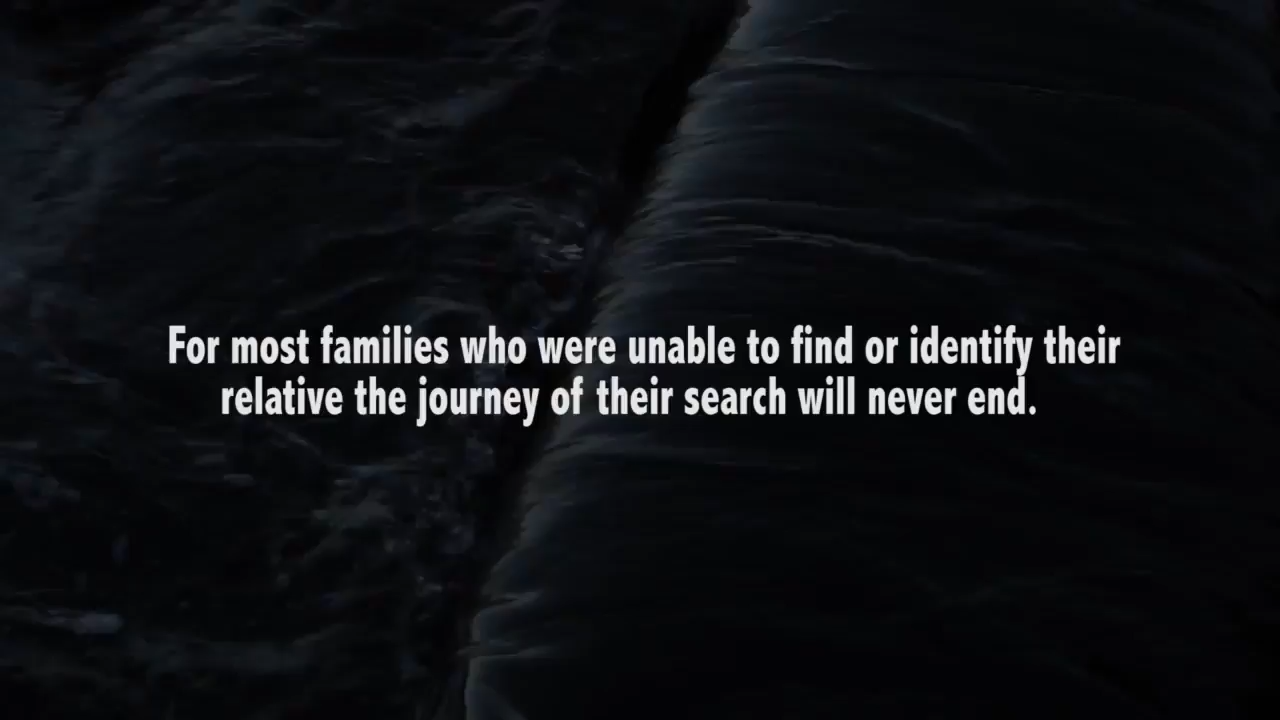 For most families who were unable to find or identify their
relative the journey of their search will never end.